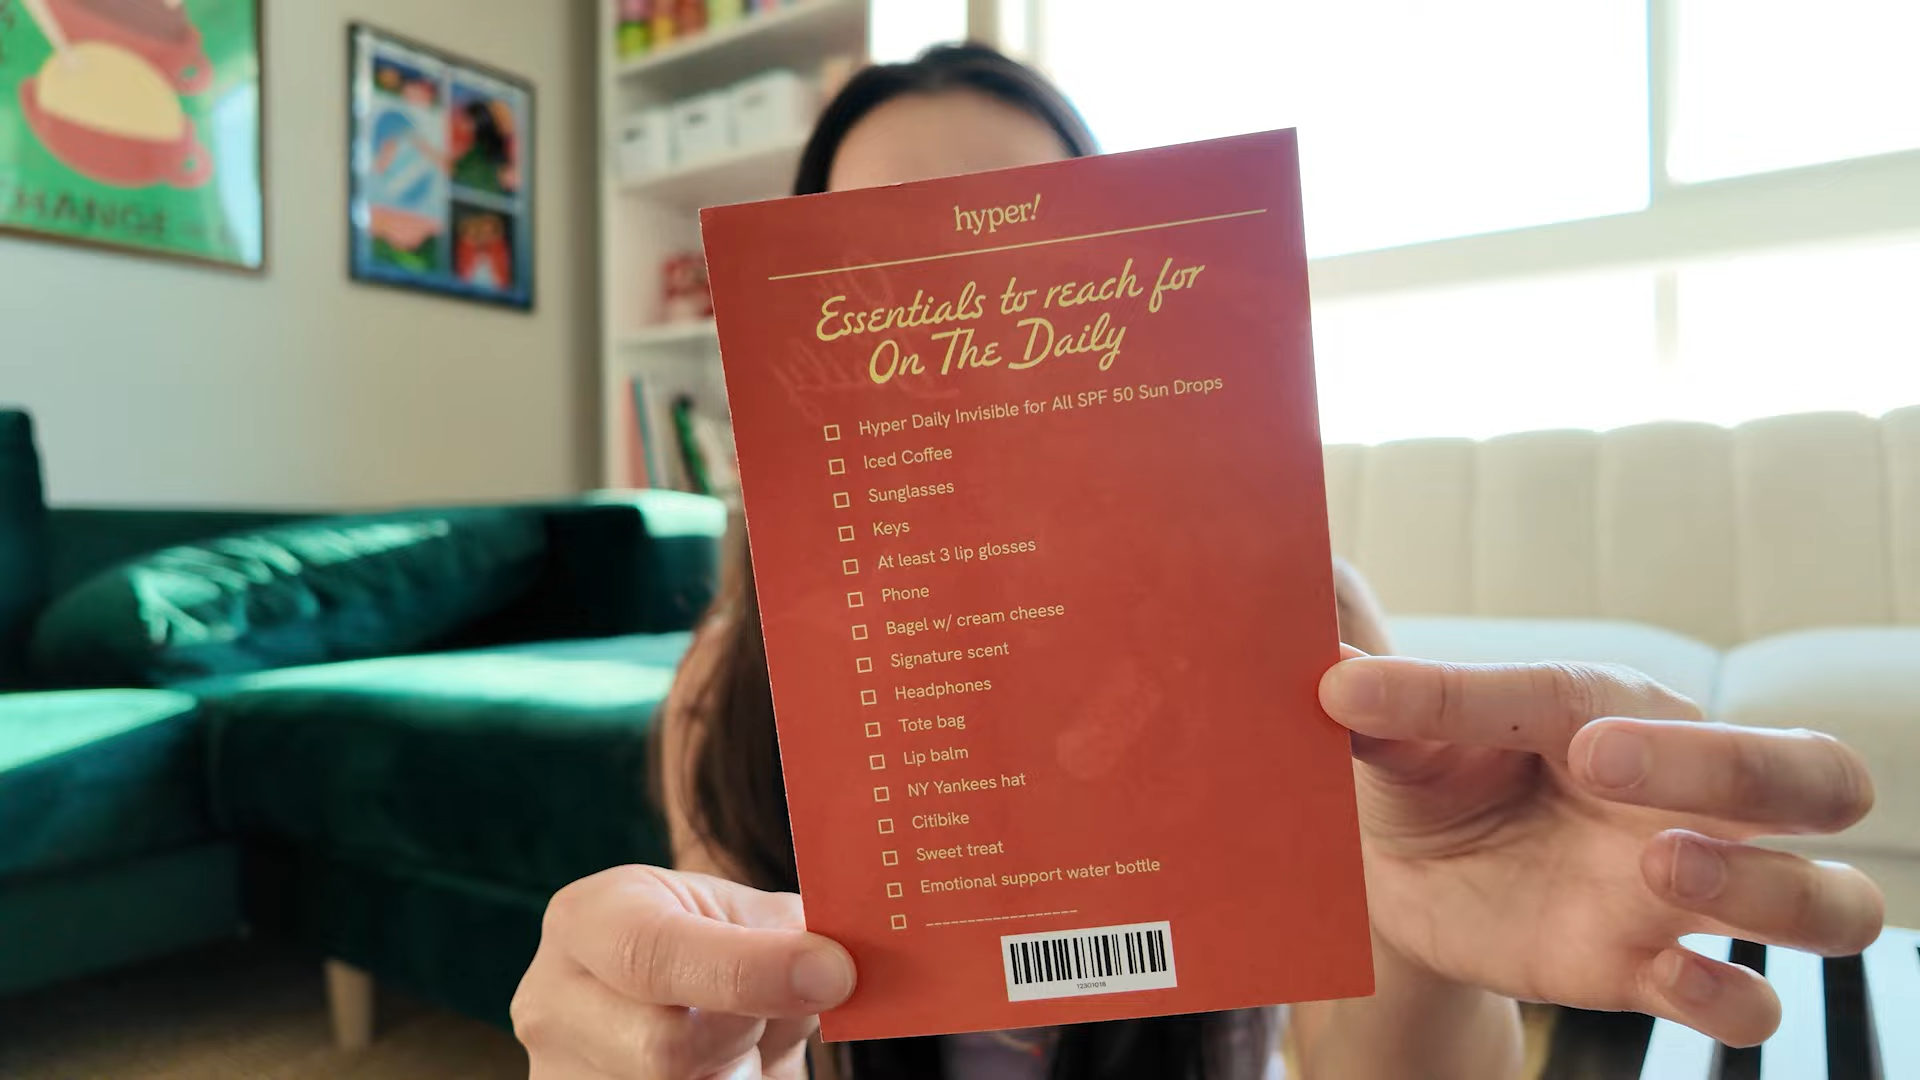 hyper!
Essentials to reach for
On The Daily
Hyper Daily Invisible for All SPF 50 Sun Drops
Iced Coffee
Sunglasses
Keys
At least 3 lip glosses
Phone
Bagel w/ cream cheese
Signature scent
Headphones
Tote bag
Lip balm
NY Yankees hat
Citibike
Sweet treat
Emotional support water bottle
HANGE